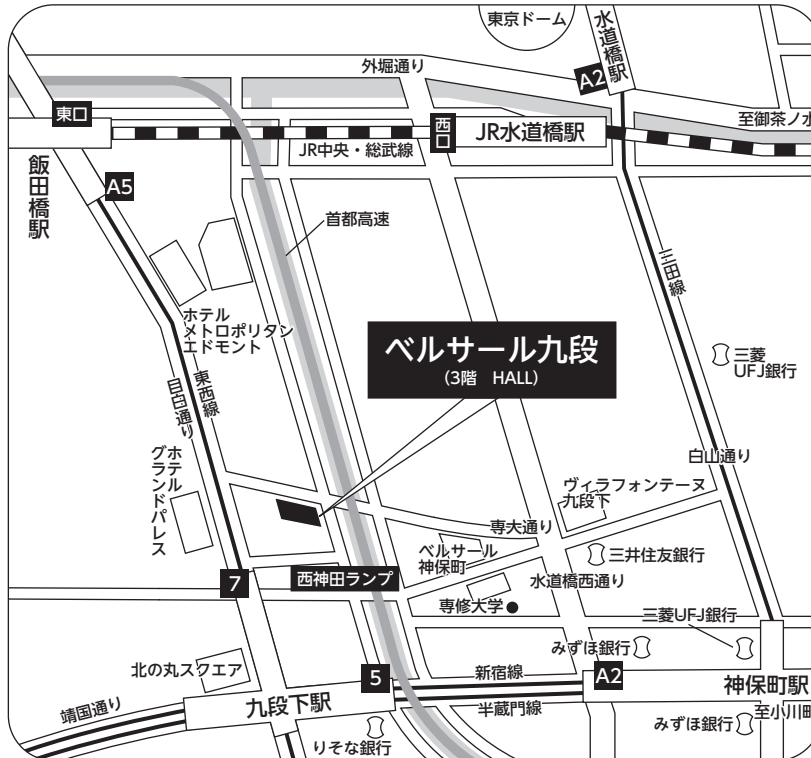 東京ドーム
水道橋駅
外堀通り
A2
東口
西口
JR水道橋駅
至御茶ノ水
JR中央・総武線
飯田橋駅
A5
首都高速
三田線
ホテル
メトロポリタン
エドモント
ベルサール九段
(3階 HALL)
三菱
UFJ銀行
東西線
目白通り
白山通り
ホテル
グランドパレス
ヴィラフォンテーヌ
九段下
専大通り
ベルサール
神保町
三井住友銀行
7
西神田ランプ
水道橋西通り
専修大学
三菱UFJ銀行
みずほ銀行
北の丸スクエア
5
新宿線
A2
神保町駅
靖国通り
九段下駅
半蔵門線
至小川町
みずほ銀行
りそな銀行